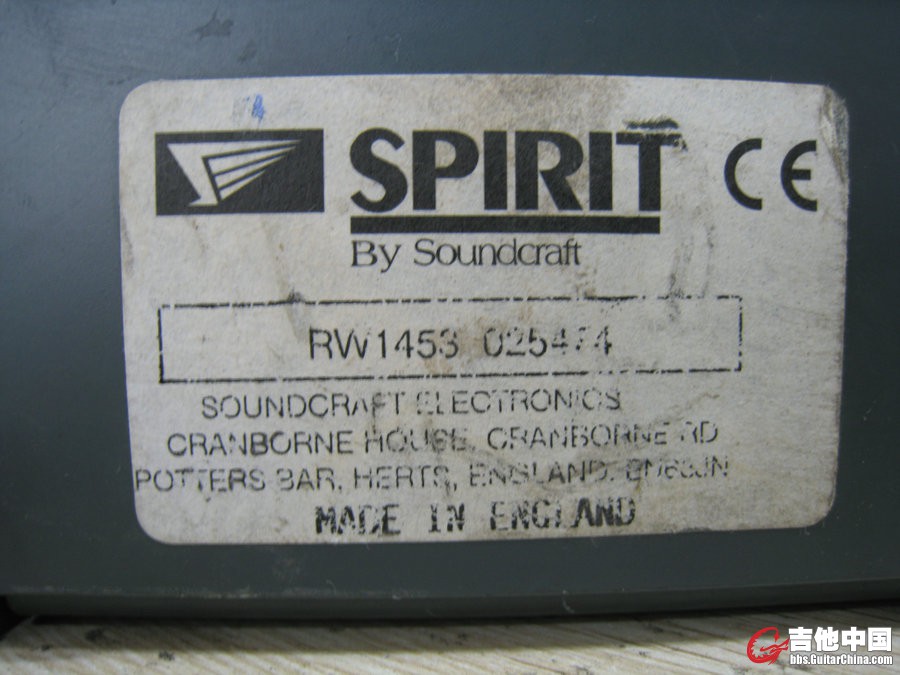 SPIRIT CE
By Soundcraft
RW1453 025474
SOUNDCRAFT ELECTRONICS
CRANBORNE HOUSE, CRANBORNE RD
POTTERS BAR, HERTS, ENGLAND.
MADE IN ENGLAND
吉他中国
bbs.GuitarChina.com